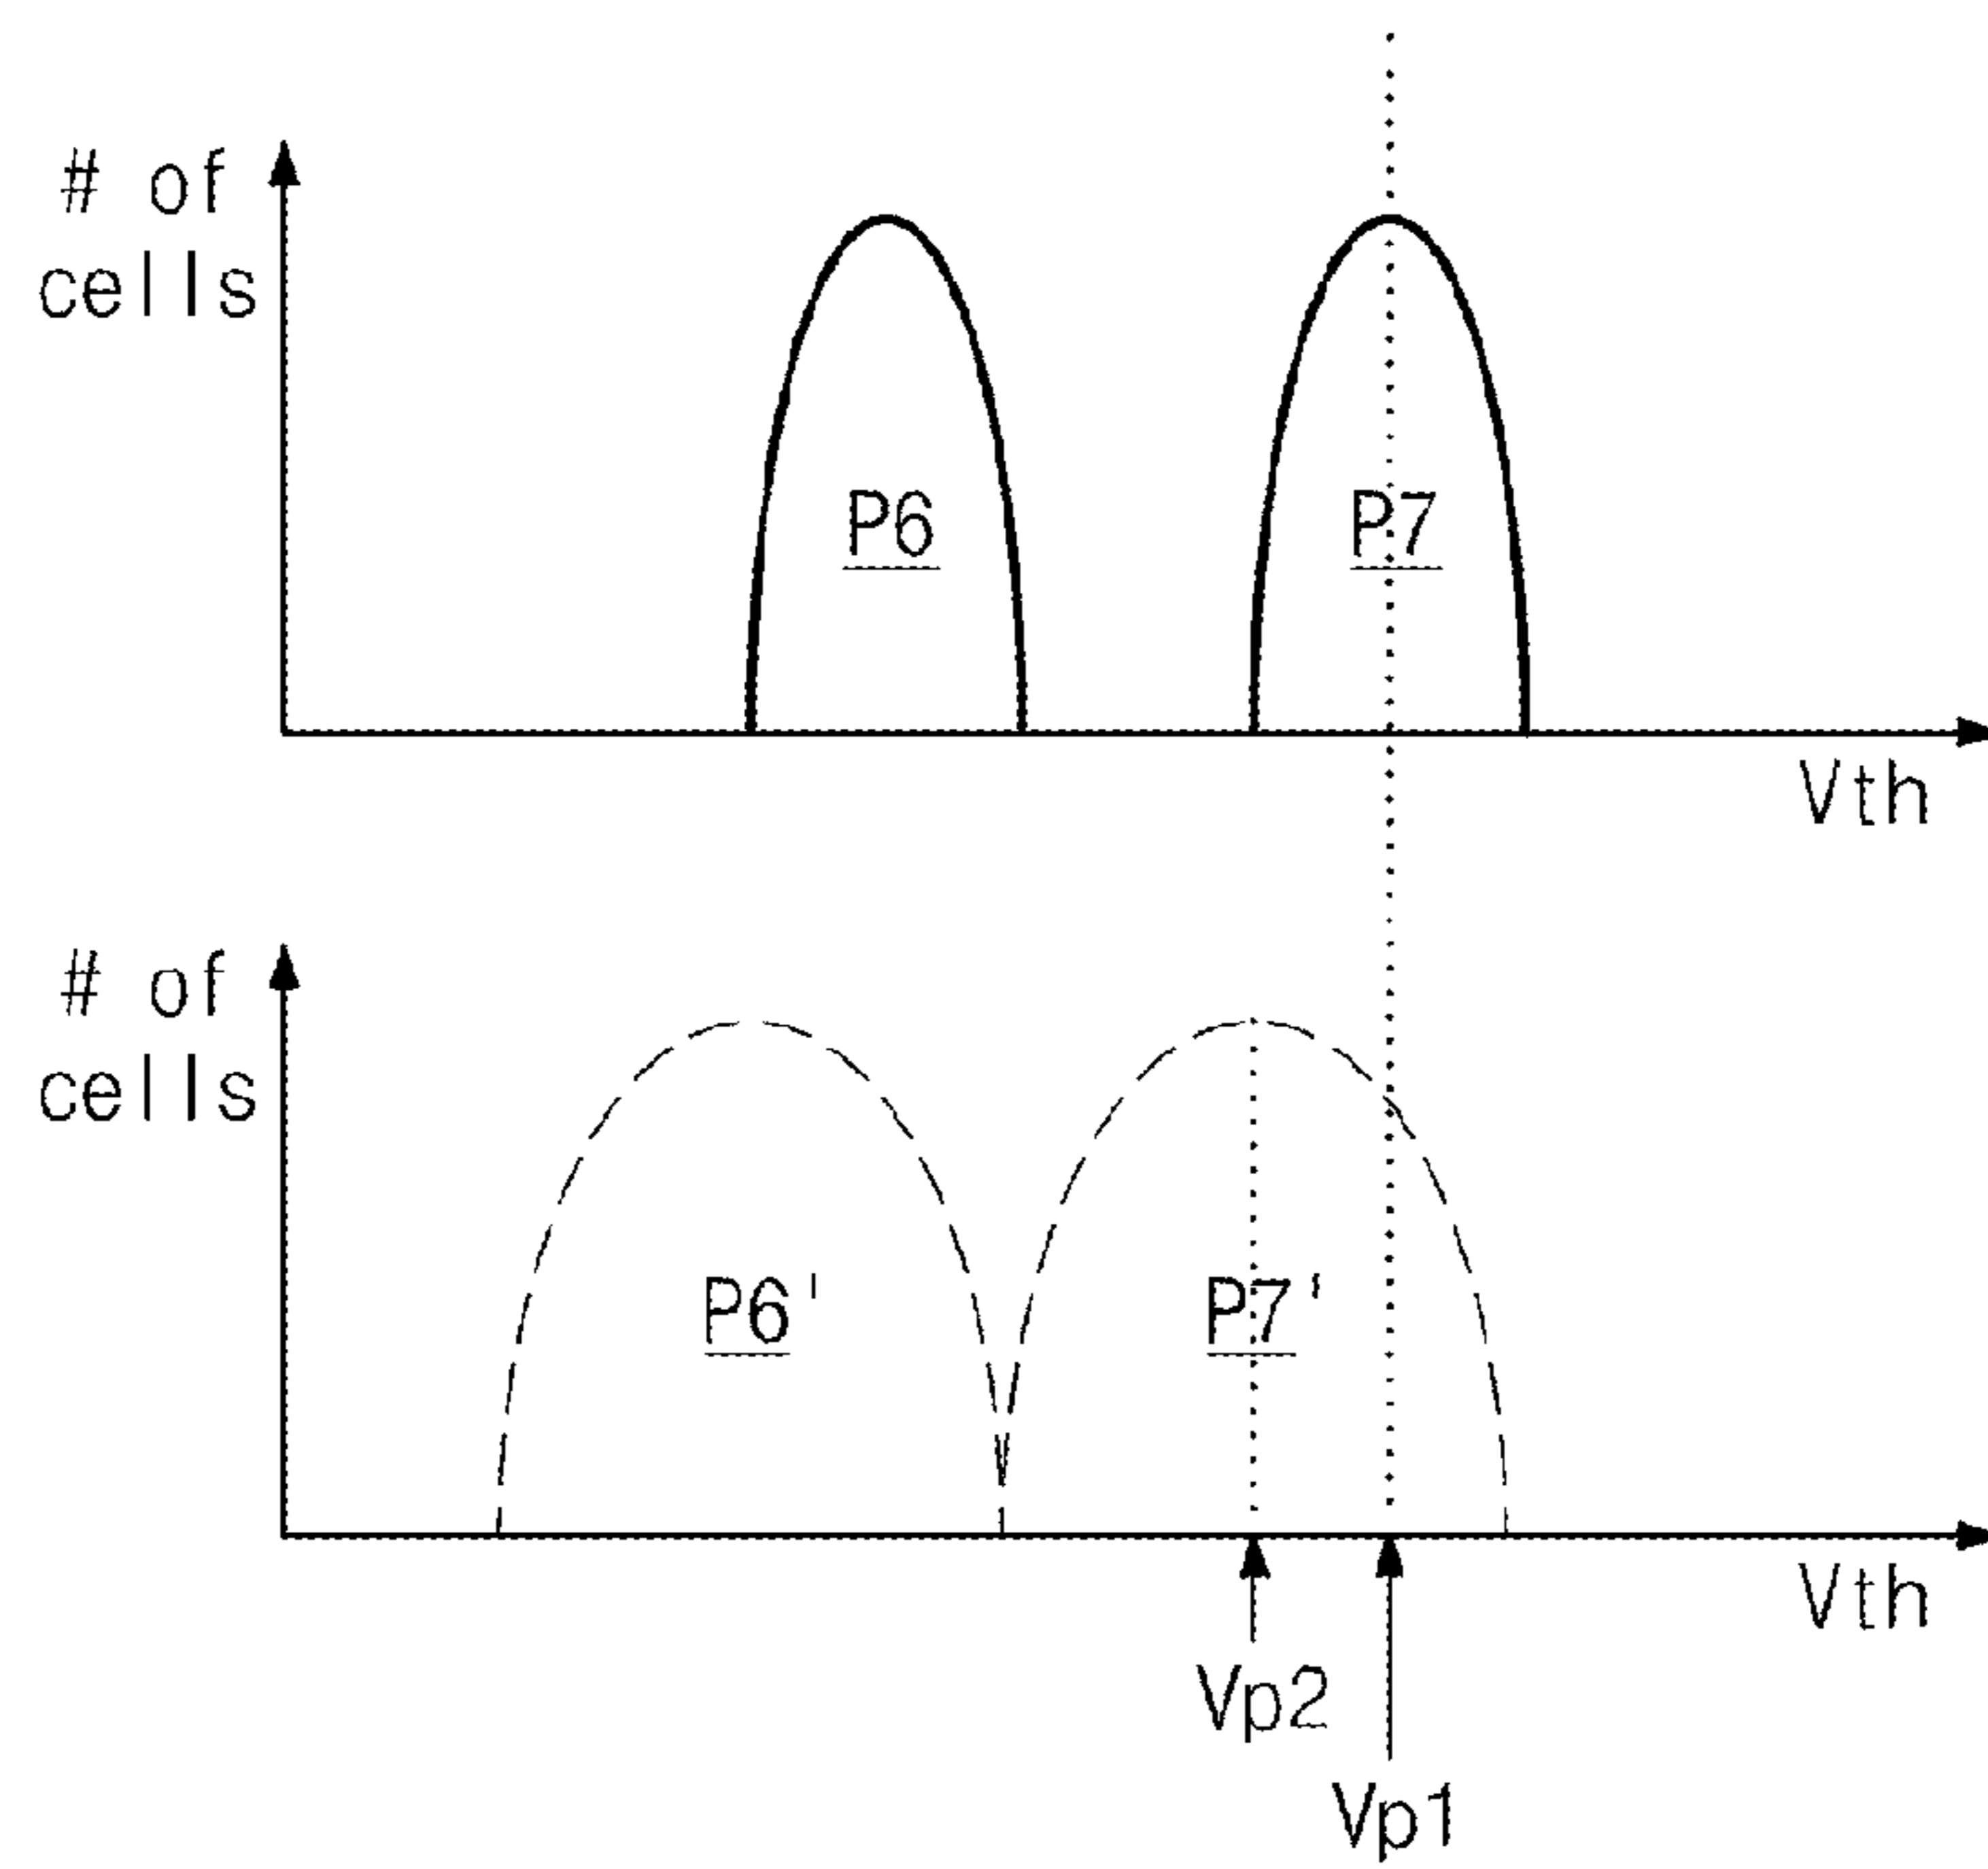 # of
cells
P6
P7
Vth
# of
cells
P6'
P7'
Vth
Vp2
Vp1